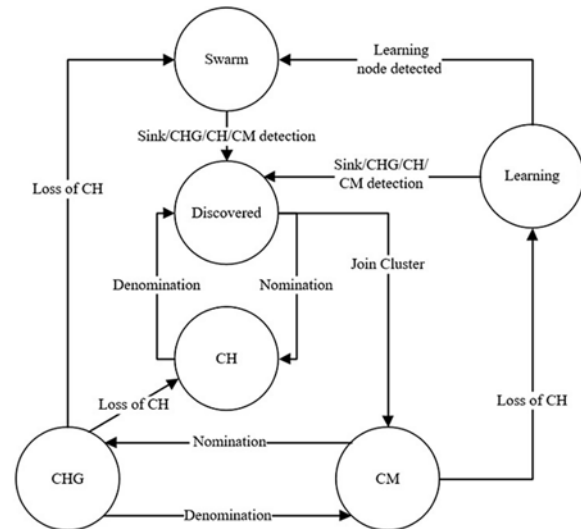 Swarm
Learning
node detected
Sink/CHG/CH/CM detection
Sink/CHG/CH/
CM detection
Learning
Loss of CH
Discovered
Join Cluster
Denomination
Nomination
CH
Loss of CH
Loss of CH
Nomination
CHG
CM
Denomination